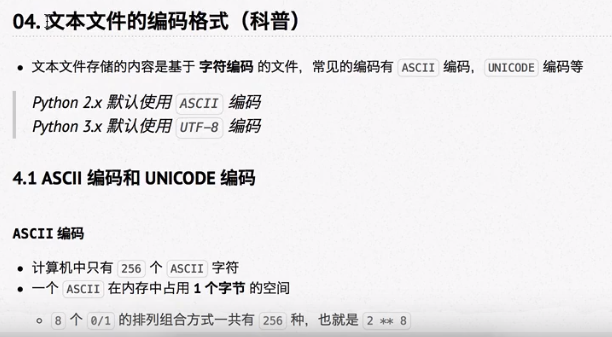 04. 文本文件的编码格式（科普）
• 文本文件存储的内容是基于 字符编码 的文件，常见的编码有 ASCII 编码，UNICODE 编码等
Python 2.x 默认使用 ASCII 编码
Python 3.x 默认使用 UTF-8 编码
4.1 ASCII 编码和 UNICODE 编码
ASCII 编码
• 计算机中只有 256 个 ASCII 字符
• 一个 ASCII 在内存中占用 1 个字节 的空间
◦ 8 个 0/1 的排列组合方式一共有 256 种，也就是 2 ** 8